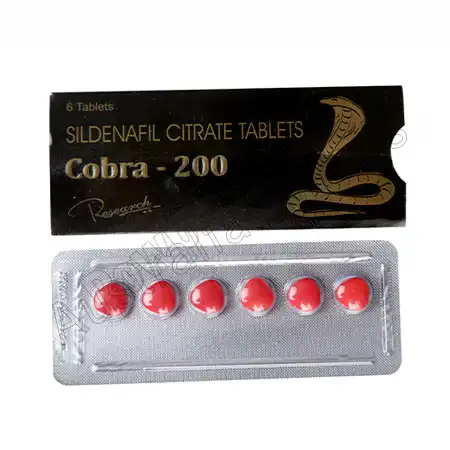 6 Tablets
SILDENAFIL CITRATE TABLETS
Cobra - 200
Research